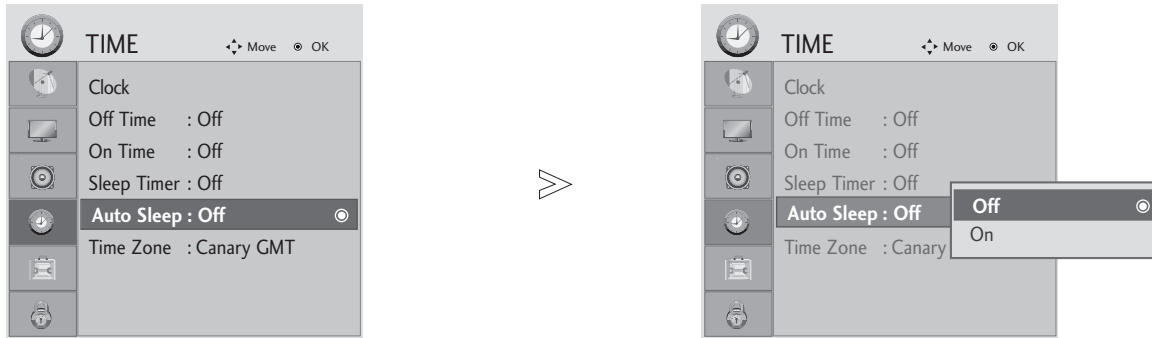 TIME Move OK
Clock
Off Time : Off
On Time : Off
Sleep Timer : Off
Auto Sleep : Off
Time Zone : Canary GMT
TIME Move OK
Clock
Off Time : Off
On Time : Off
Sleep Timer : Off
Auto Sleep : Off
Time Zone : Canary
Off
On